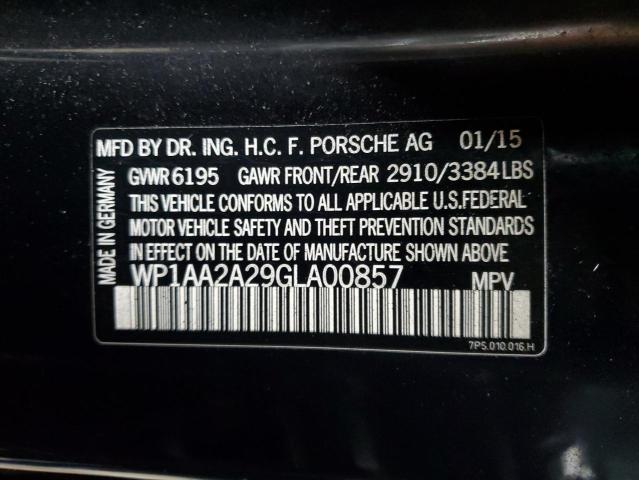 MFD BY DR. ING. H.C. F. PORSCHE AG 01/15
GVWR 6195 GAWR FRONT/REAR 2910/3384LBS
THIS VEHICLE CONFORMS TO ALL APPLICABLE U.S.FEDERAL
MOTOR VEHICLE SAFETY AND THEFT PREVENTION STANDARDS
IN EFFECT ON THE DATE OF MANUFACTURE SHOWN ABOVE
WP1AA2A29GLA00857 MPV
7P5.010.016.H
MADE IN GERMANY